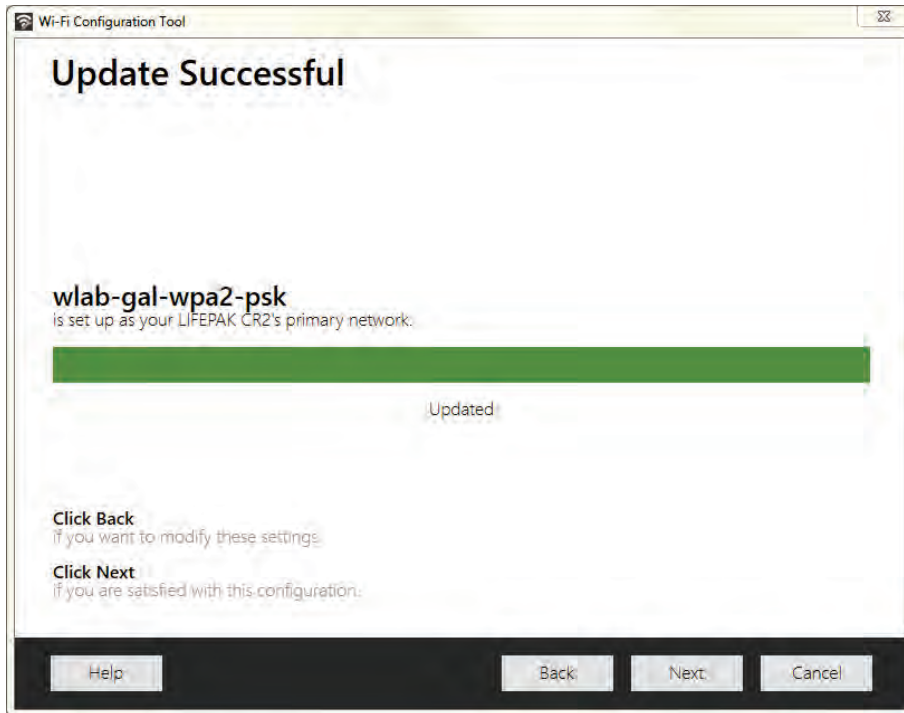 Wi-Fi Configuration Tool
Update Successful
wlab-gal-wpa2-psk
is set up as your LIFEPAK CR2's primary network.
Updated
Click Back
if you want to modify these settings.
Click Next
if you are satisfied with this configuration.
Help
Back
Next
Cancel